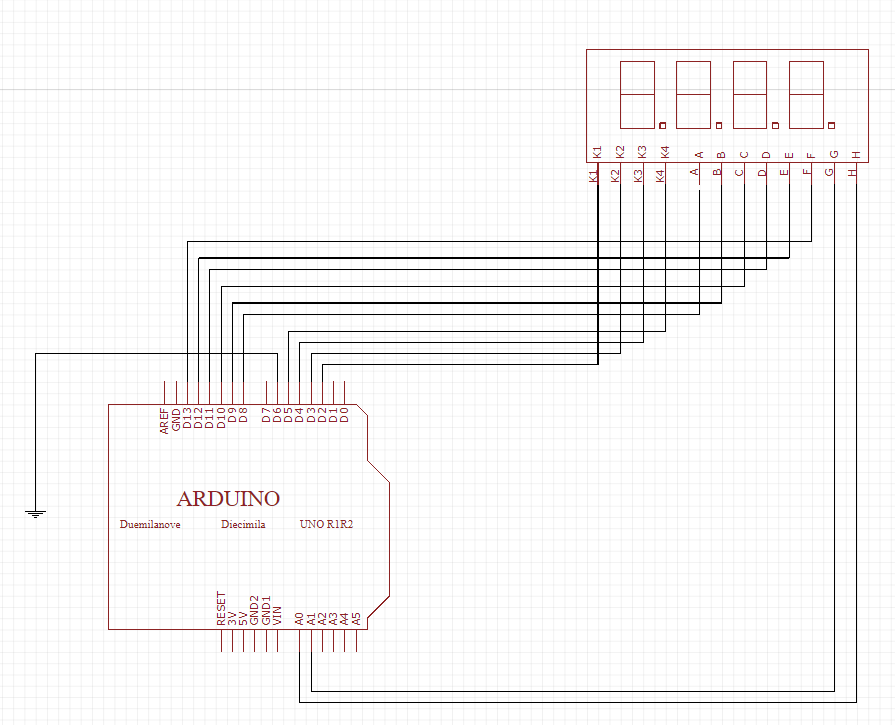 K1 K2 K3 K4 A B C D E F G H
K1 K2 K3 K4 A B C D E F G H
AREF GND D13 D12 D11 D10 D9 D8 D7 D6 D5 D4 D3 D2 D1 D0
ARDUINO
Duemilanove Diecimila UNO R1R2
RESET 3V 5V GND2 GND1 VIN A0 A1 A2 A3 A4 A5